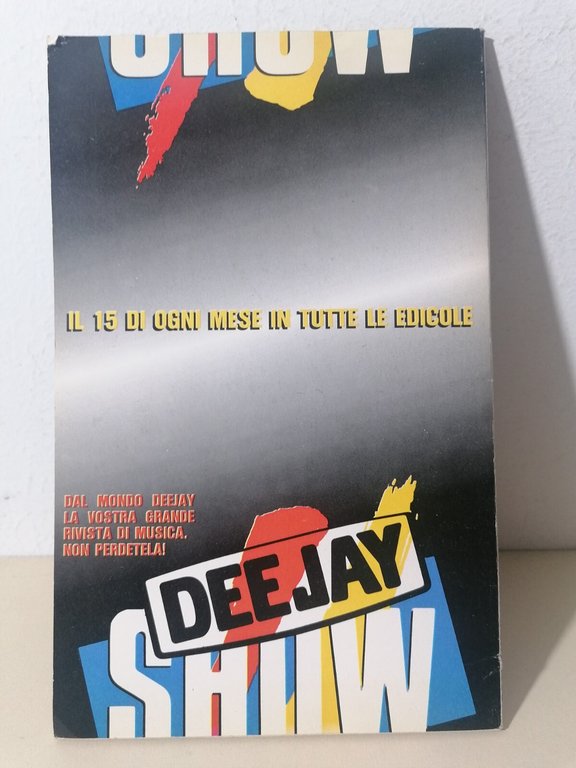 SHOW
IL 15 DI OGNI MESE IN TUTTE LE EDICOLE
DAL MONDO DEEJAY
LA VOSTRA GRANDE
RIVISTA DI MUSICA.
NON PERDETELA!
DEEJAY
SHOW